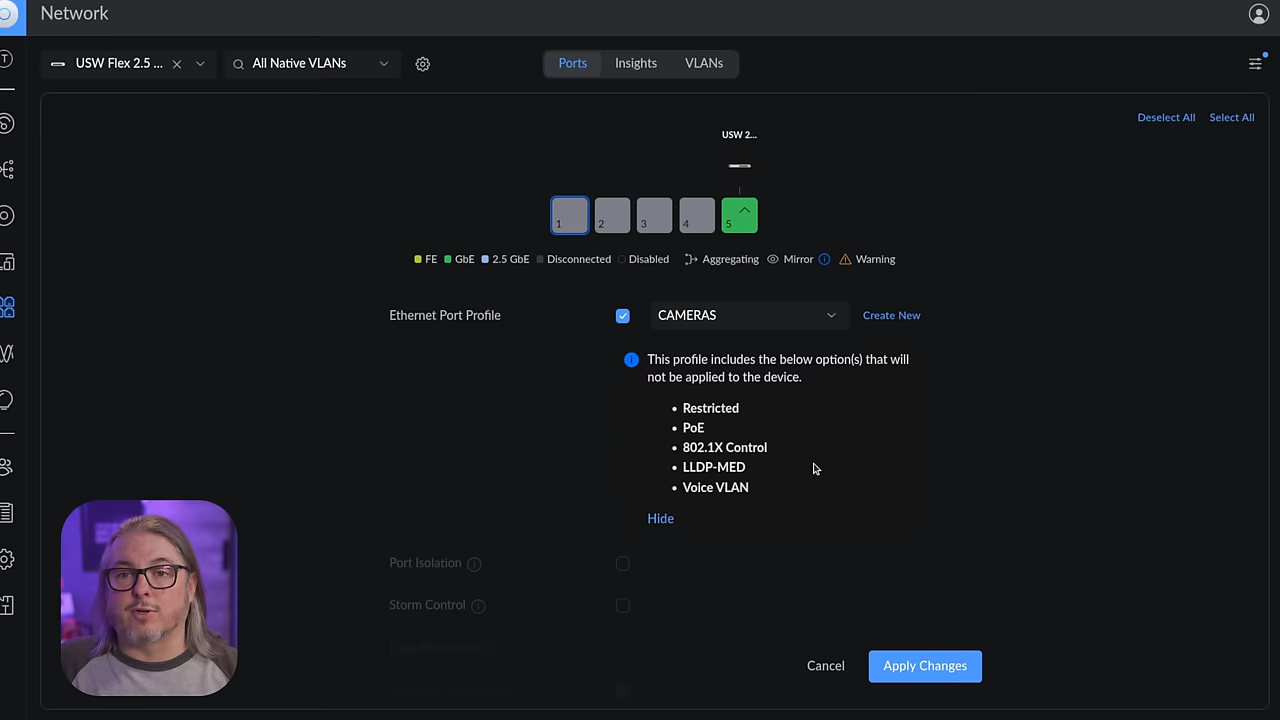 Network
USW Flex 2.5 ...
All Native VLANs
Ports
Insights
VLANs
Deselect All
Select All
USW 2...
1
2
3
4
5
FE
GbE
2.5 GbE
Disconnected
Disabled
Aggregating
Mirror
Warning
Ethernet Port Profile
CAMERAS
Create New
This profile includes the below option(s) that will
not be applied to the device.
• Restricted
• PoE
• 802.1X Control
• LLDP-MED
• Voice VLAN
Hide
Port Isolation
Storm Control
Cancel
Apply Changes